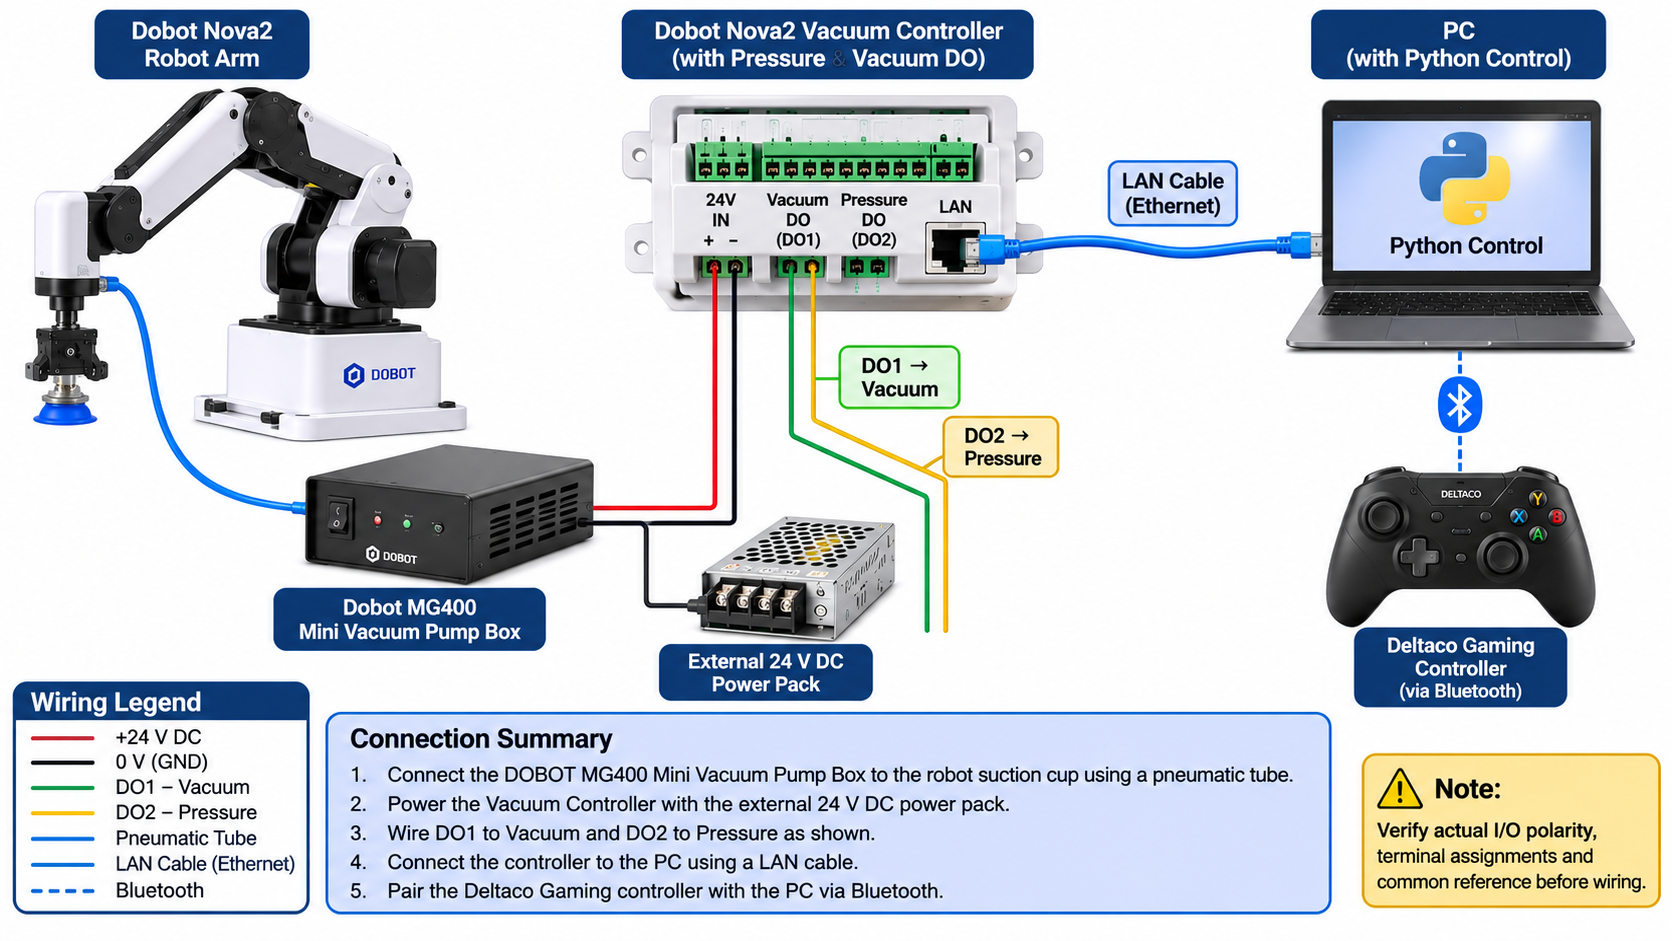 Dobot Nova2
Robot Arm
Dobot Nova2 Vacuum Controller
(with Pressure & Vacuum DO)
PC
(with Python Control)
24V
IN
+ −
Vacuum
DO
(DO1)
Pressure
DO
(DO2)
LAN
LAN Cable
(Ethernet)
Python Control
DOBOT
DO1 →
Vacuum
DO2 →
Pressure
DELTACO
Y
X
B
A
DOBOT
Dobot MG400
Mini Vacuum Pump Box
External 24 V DC
Power Pack
Deltaco Gaming
Controller
(via Bluetooth)
Wiring Legend
+24 V DC
0 V (GND)
DO1 – Vacuum
DO2 – Pressure
Pneumatic Tube
LAN Cable (Ethernet)
Bluetooth
Connection Summary
1. Connect the DOBOT MG400 Mini Vacuum Pump Box to the robot suction cup using a pneumatic tube.
2. Power the Vacuum Controller with the external 24 V DC power pack.
3. Wire DO1 to Vacuum and DO2 to Pressure as shown.
4. Connect the controller to the PC using a LAN cable.
5. Pair the Deltaco Gaming controller with the PC via Bluetooth.
Note:
Verify actual I/O polarity,
terminal assignments and
common reference before wiring.